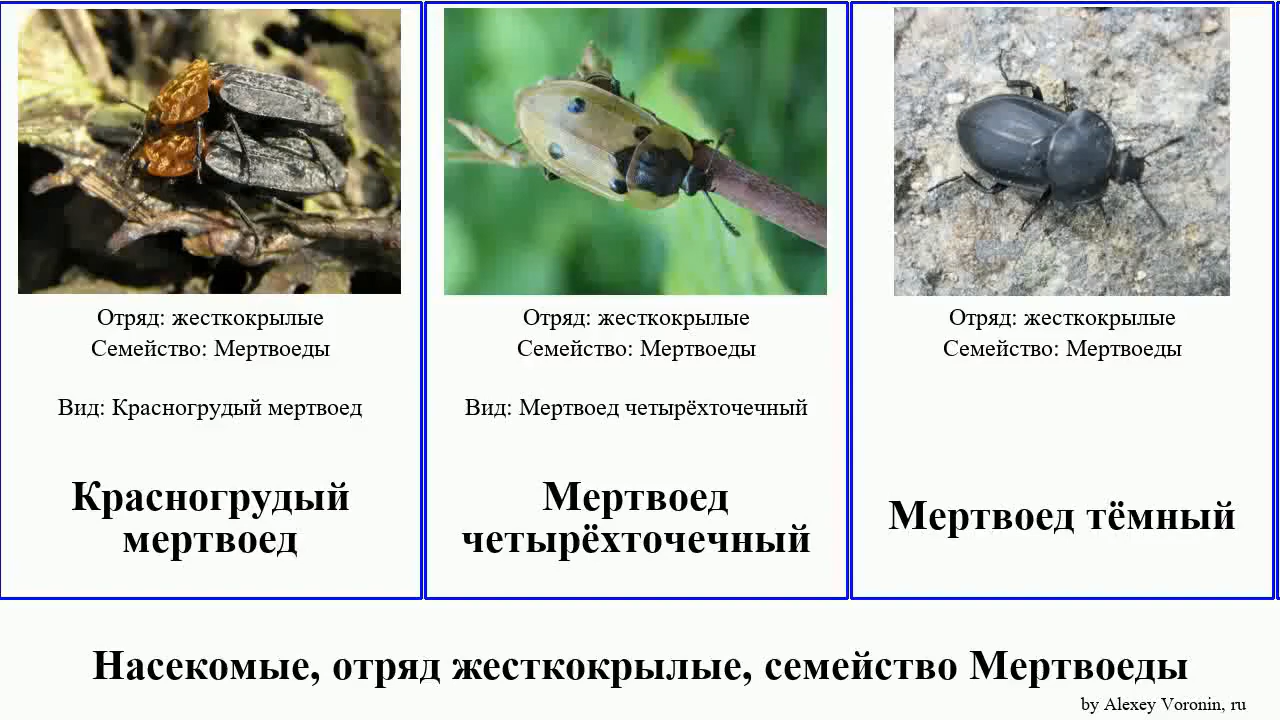 Отряд: жесткокрылые
Семейство: Мертвоеды
Вид: Красногрудый мертвоед
Красногрудый
мертвоед
Отряд: жесткокрылые
Семейство: Мертвоеды
Вид: Мертвоед четырёхточечный
Мертвоед
четырёхточечный
Отряд: жесткокрылые
Семейство: Мертвоеды
Мертвоед тёмный
Насекомые, отряд жесткокрылые, семейство Мертвоеды
by Alexey Voronin, ru